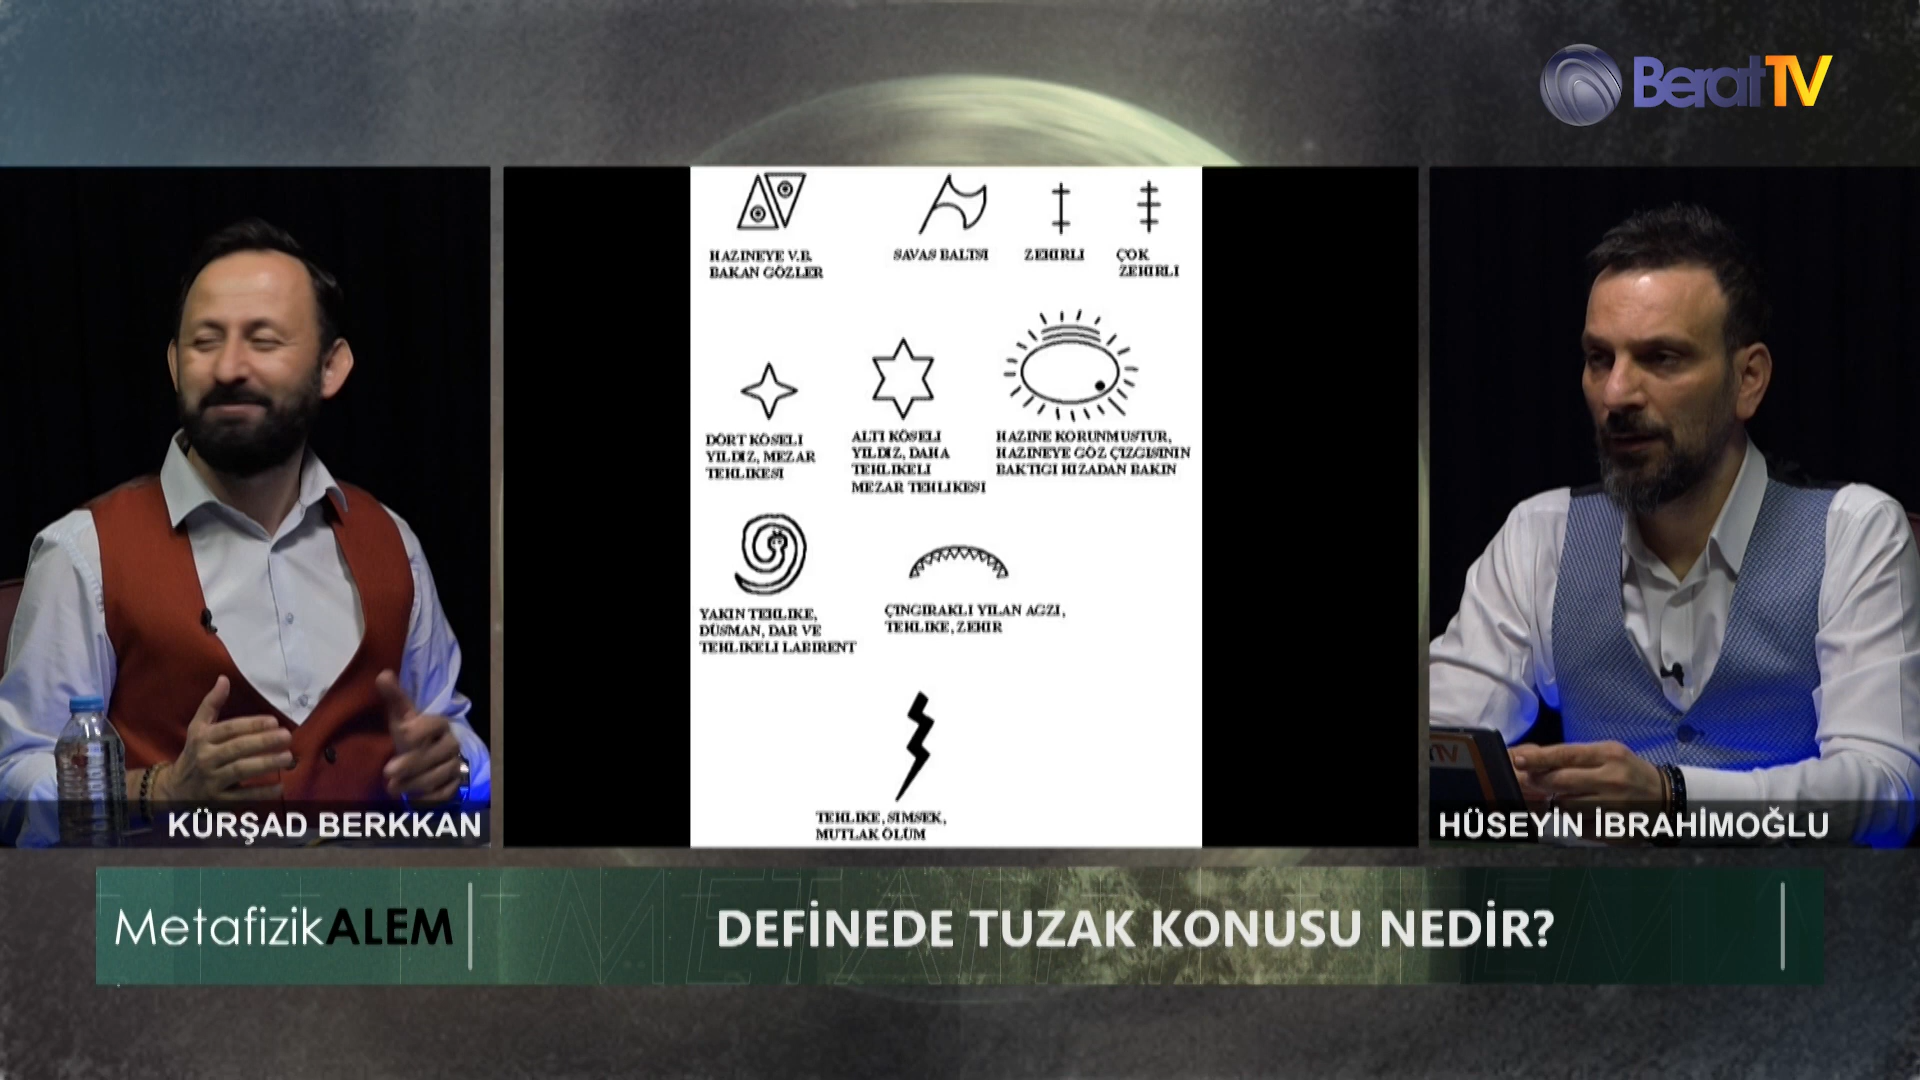 BeratTV
HAZINEYE V.B.
BAKAN GÖZLER
SAVAS BALTSI
ZEHIRLI
ÇOK
ZEHIRLI
DÖRT KÖSELI
YILDIZ, MEZAR
TEHLIKESI
ALTI KÖSELI
YILDIZ, DAHA
TEHLIKELI
MEZAR TEHLIKESI
HAZINE KORUNMUSTUR,
HAZINEYE GÖZ ÇIZGISININ
BAKTIGI HIZADAN BAKIN
YAKIN TEHLIKE,
DÜSMAN, DAR VE
TEHLIKELI LABIRENT
ÇINGIRAKLI YILAN AGZI,
TEHLIKE, ZEHIR
TEHLIKE, SIMSEK,
MUTLAK ÖLÜM
KÜRŞAD BERKKAN
HÜSEYİN İBRAHİMOĞLU
MetafizikALEM
DEFİNEDE TUZAK KONUSU NEDİR?